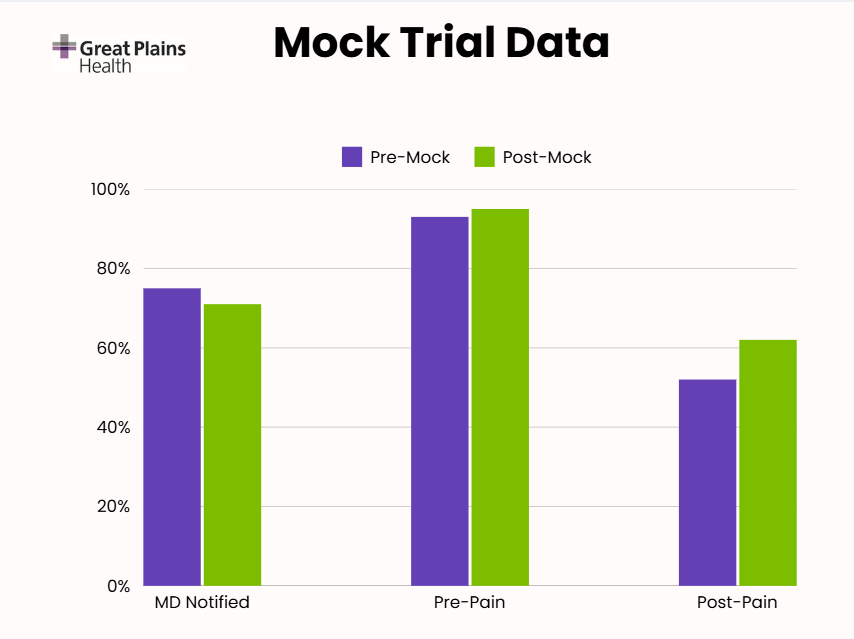 Great Plains
Health
Mock Trial Data
Pre-Mock
Post-Mock
100%
80%
60%
40%
20%
0%
MD Notified
Pre-Pain
Post-Pain